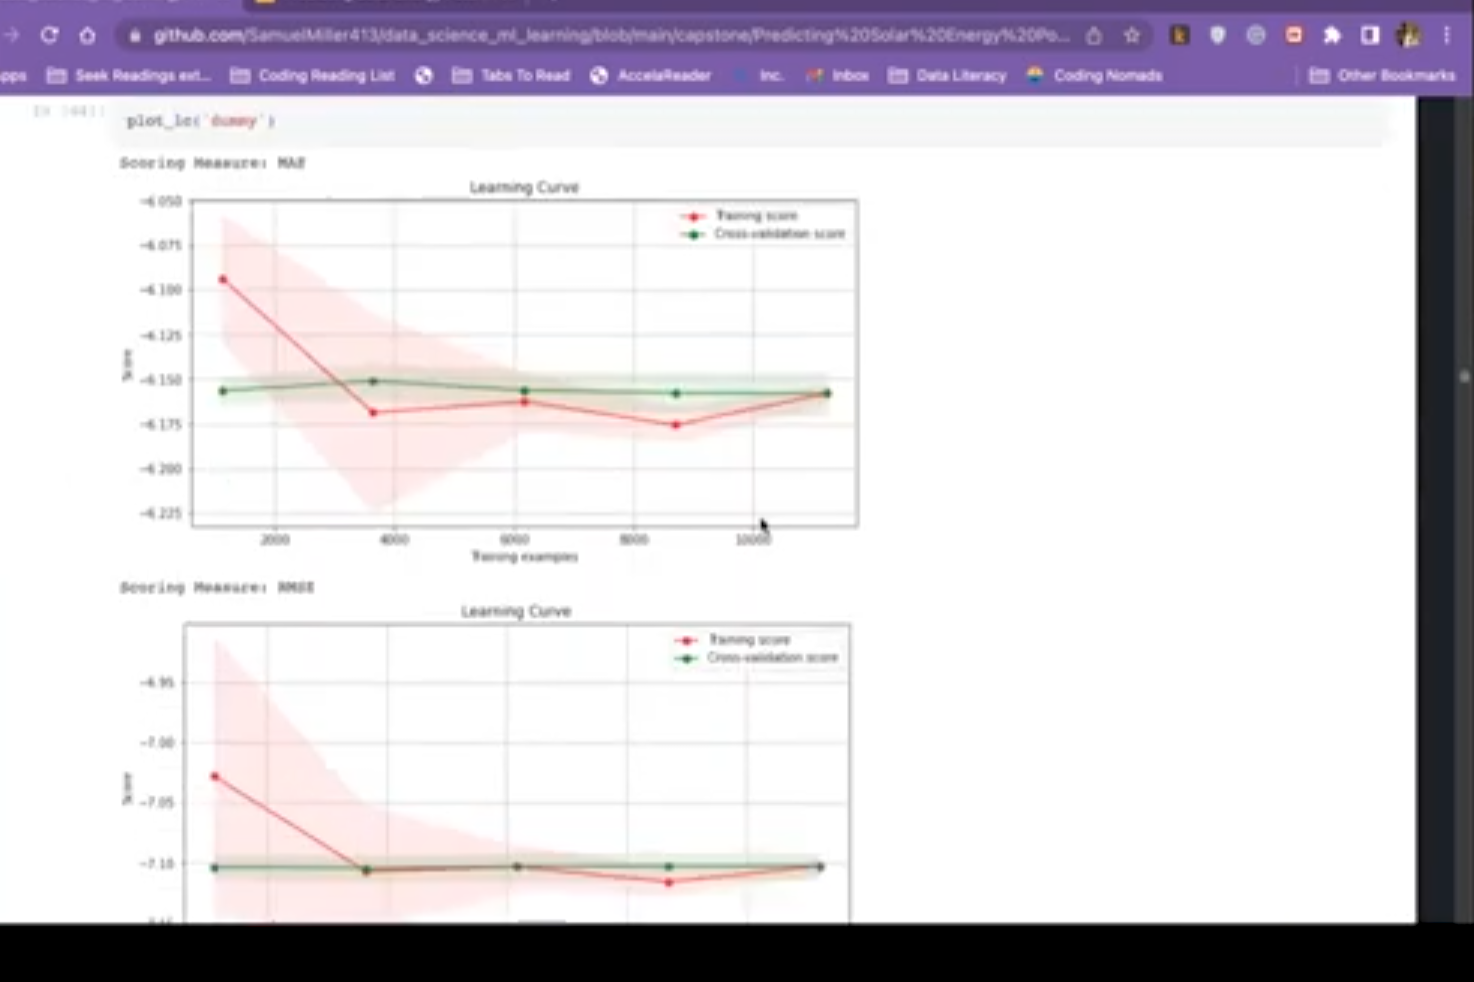 github.com/SamuelMiller413/data_science_ml_learning/blob/main/capstone/Predicting%20Solar%20Energy%20Po...
Seek Readings ext... Coding Reading List Tabs To Read AccelaReader Inc. Inbox Data Literacy Coding Nomads Other Bookmarks
plot_lc('dummy')
Scoring Measure: MAE
Learning Curve
Training score
Cross-validation score
-6.050
-6.075
-6.100
-6.125
-6.150
-6.175
-6.200
-6.225
Score
2000 4000 6000 8000 10000
Training examples
Scoring Measure: RMSE
Learning Curve
Training score
Cross-validation score
-6.95
-7.00
-7.05
-7.10
Score